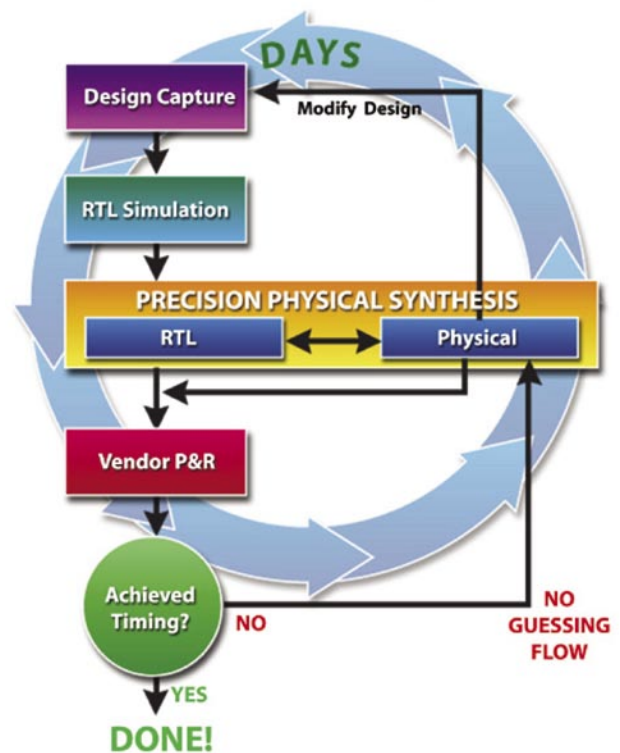 DAYS
Design Capture
Modify Design
RTL Simulation
PRECISION PHYSICAL SYNTHESIS
RTL
Physical
Vendor P&R
Achieved
Timing?
NO
NO
GUESSING
FLOW
YES
DONE!